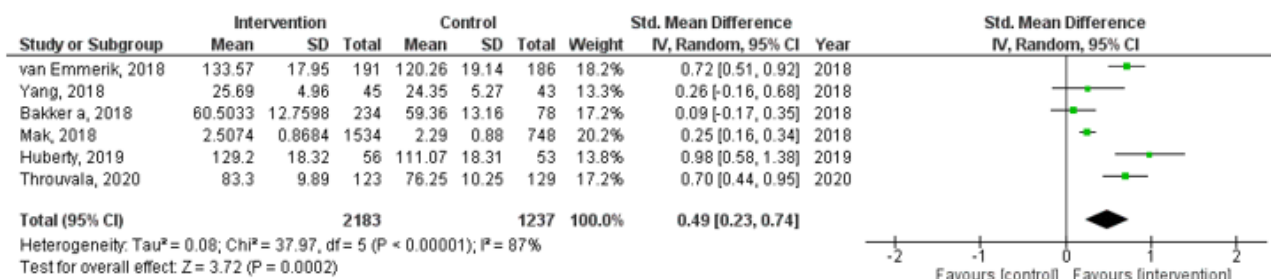 Intervention Control Std. Mean Difference Std. Mean Difference
Study or Subgroup Mean SD Total Mean SD Total Weight IV, Random, 95% CI Year IV, Random, 95% CI
van Emmerik, 2018 133.57 17.95 191 120.26 19.14 186 18.2% 0.72 [0.51, 0.92] 2018
Yang, 2018 25.69 4.96 45 24.35 5.27 43 13.3% 0.26 [-0.16, 0.68] 2018
Bakker a, 2018 60.5033 12.7598 234 59.36 13.16 78 17.2% 0.09 [-0.17, 0.35] 2018
Mak, 2018 2.5074 0.8684 1534 2.29 0.88 748 20.2% 0.25 [0.16, 0.34] 2018
Huberty, 2019 129.2 18.32 56 111.07 18.31 53 13.8% 0.98 [0.58, 1.38] 2019
Throuvala, 2020 83.3 9.89 123 76.25 10.25 129 17.2% 0.70 [0.44, 0.95] 2020
Total (95% CI) 2183 1237 100.0% 0.49 [0.23, 0.74]
Heterogeneity: Tau² = 0.08; Chi² = 37.97, df = 5 (P < 0.00001); I² = 87%
Test for overall effect: Z = 3.72 (P = 0.0002)
-2 -1 0 1 2
Favours [control] Favours [intervention]